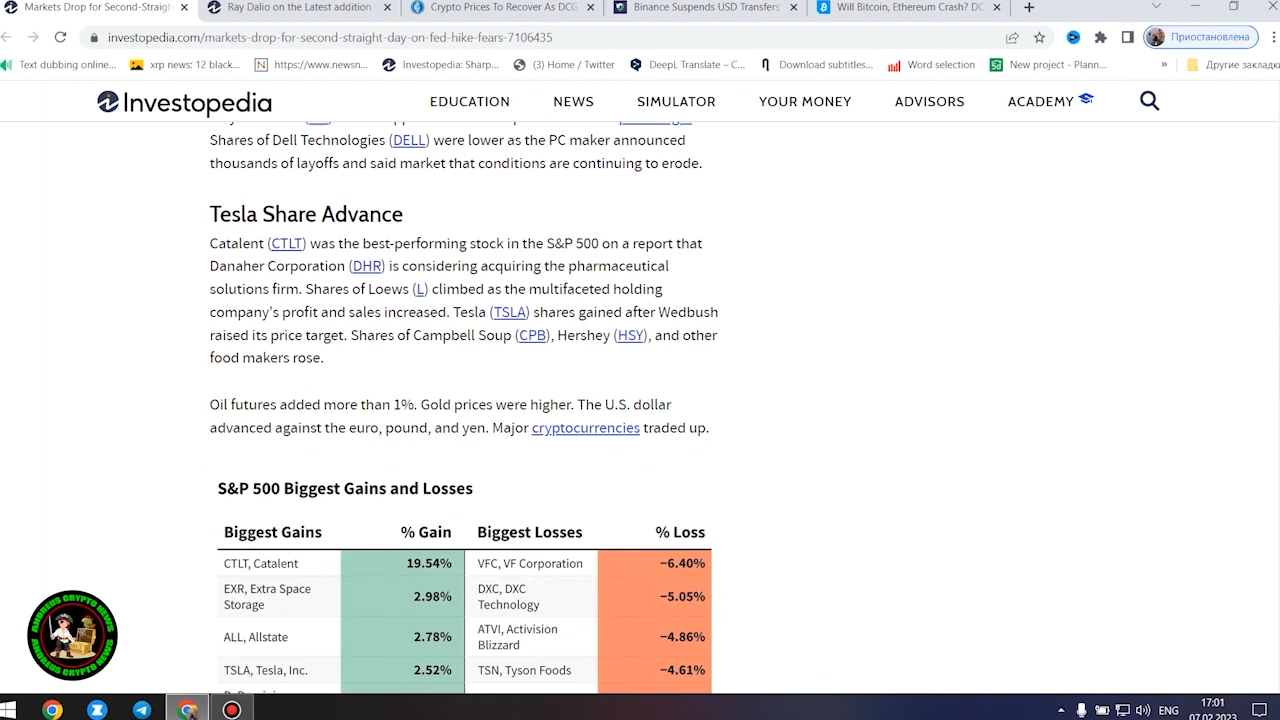 Markets Drop for Second-Straigh
Ray Dalio on the Latest addition
Crypto Prices To Recover As DCG
Binance Suspends USD Transfers
Will Bitcoin, Ethereum Crash? DC
investopedia.com/markets-drop-for-second-straight-day-on-fed-hike-fears-7106435
Приостановлена
Text dubbing online...
xrp news: 12 black...
https://www.newsn...
Investopedia: Sharp...
(3) Home / Twitter
DeepL Translate – C...
Download subtitles...
Word selection
New project - Plann...
»
Другие закладки
Investopedia
EDUCATION
NEWS
SIMULATOR
YOUR MONEY
ADVISORS
ACADEMY
Shares of Dell Technologies (DELL) were lower as the PC maker announced
thousands of layoffs and said market that conditions are continuing to erode.
Tesla Share Advance
Catalent (CTLT) was the best-performing stock in the S&P 500 on a report that
Danaher Corporation (DHR) is considering acquiring the pharmaceutical
solutions firm. Shares of Loews (L) climbed as the multifaceted holding
company's profit and sales increased. Tesla (TSLA) shares gained after Wedbush
raised its price target. Shares of Campbell Soup (CPB), Hershey (HSY), and other
food makers rose.
Oil futures added more than 1%. Gold prices were higher. The U.S. dollar
advanced against the euro, pound, and yen. Major cryptocurrencies traded up.
S&P 500 Biggest Gains and Losses
Biggest Gains % Gain Biggest Losses % Loss
CTLT, Catalent 19.54% VFC, VF Corporation −6.40%
EXR, Extra Space Storage 2.98% DXC, DXC Technology −5.05%
ALL, Allstate 2.78% ATVI, Activision Blizzard −4.86%
TSLA, Tesla, Inc. 2.52% TSN, Tyson Foods −4.61%
ANDREUS CRYPTO NEWS
ANDREUS CRYPTO NEWS
ENG
17:01
07.02.2023